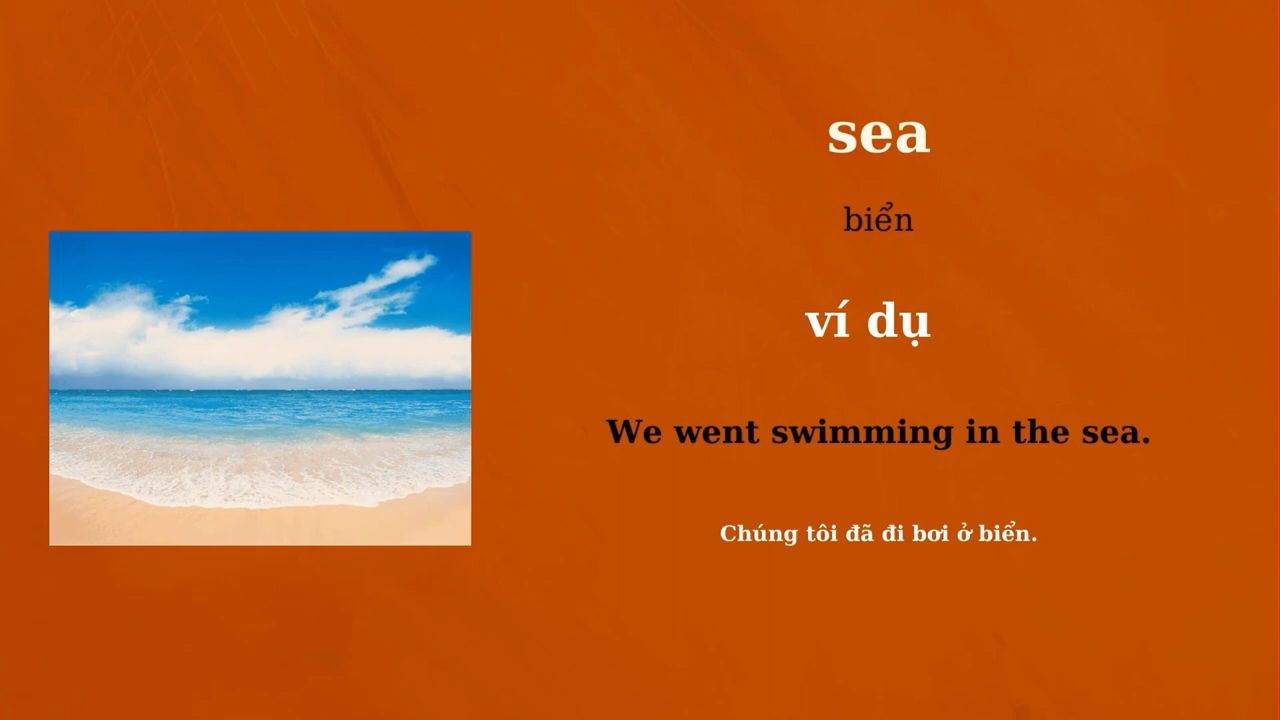 sea
biển
ví dụ
We went swimming in the sea.
Chúng tôi đã đi bơi ở biển.